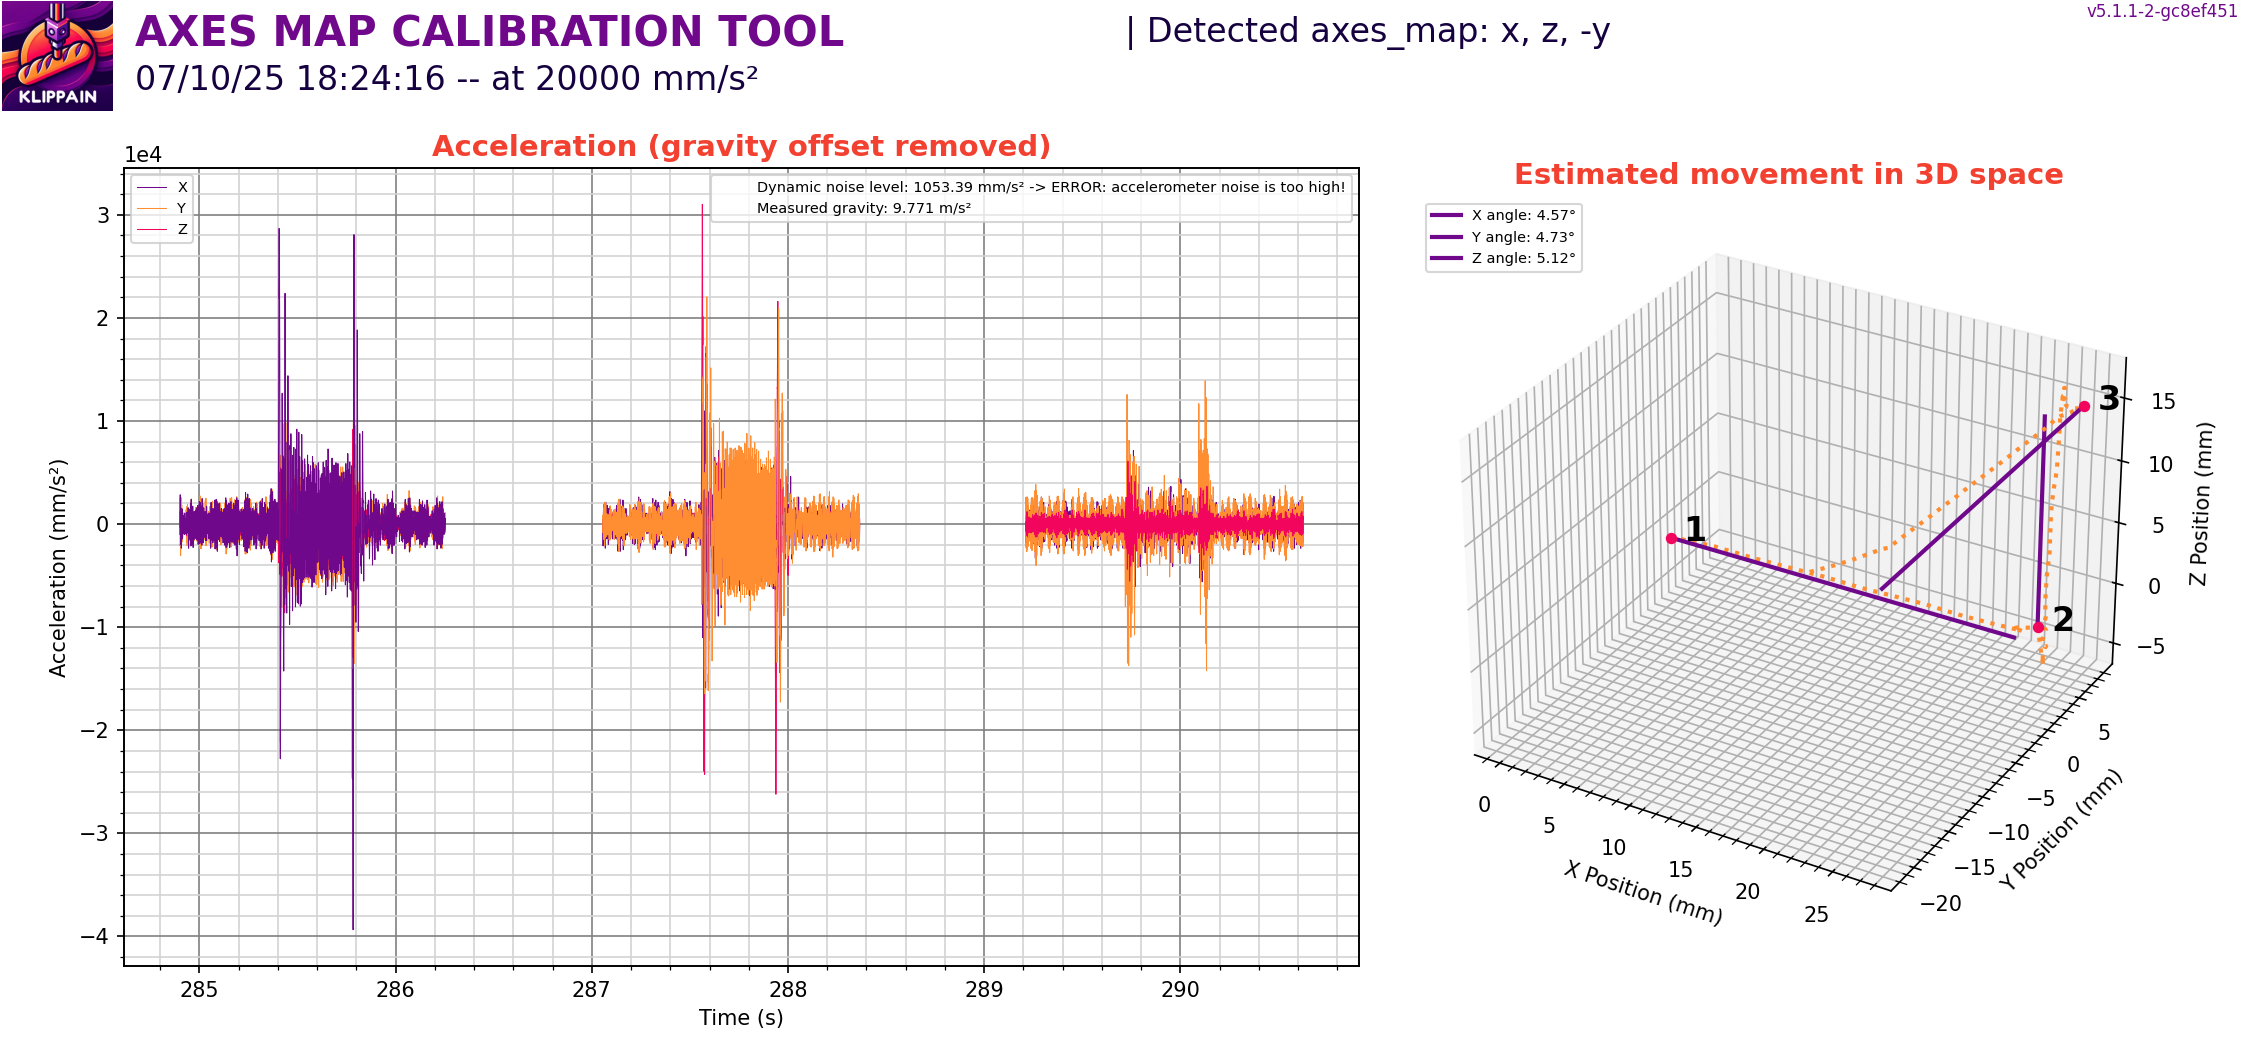 AXES MAP CALIBRATION TOOL
| Detected axes_map: x, z, -y
v5.1.1-2-gc8ef451
07/10/25 18:24:16 -- at 20000 mm/s²
KLIPPAIN
Acceleration (gravity offset removed)
1e4
X
Y
Z
Dynamic noise level: 1053.39 mm/s² -> ERROR: accelerometer noise is too high!
Measured gravity: 9.771 m/s²
3
2
1
0
−1
−2
−3
−4
Acceleration (mm/s²)
285 286 287 288 289 290
Time (s)
Estimated movement in 3D space
X angle: 4.57°
Y angle: 4.73°
Z angle: 5.12°
1
2
3
15
10
5
0
−5
Z Position (mm)
5
0
−5
−10
−15
−20
Y Position (mm)
0
5
10
15
20
25
X Position (mm)